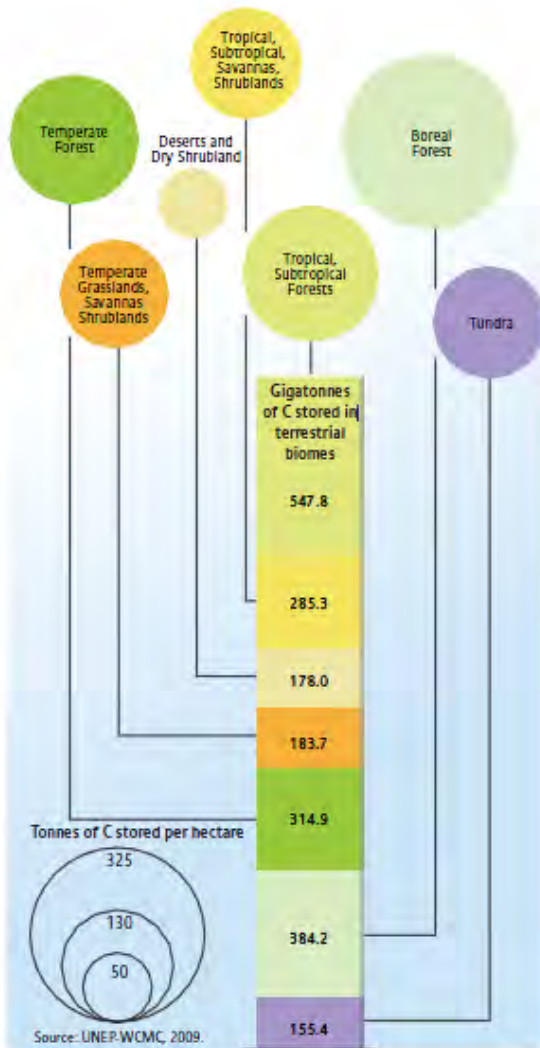 Tropical,
Subtropical,
Savannas,
Shrublands
Temperate
Forest
Deserts and
Dry Shrubland
Boreal
Forest
Temperate
Grasslands,
Savannas
Shrublands
Tropical,
Subtropical
Forests
Tundra
Gigatonnes
of C stored in
terrestrial
biomes
547.8
285.3
178.0
183.7
314.9
384.2
155.4
Tonnes of C stored per hectare
325
130
50
Source: UNEP-WCMC, 2009.